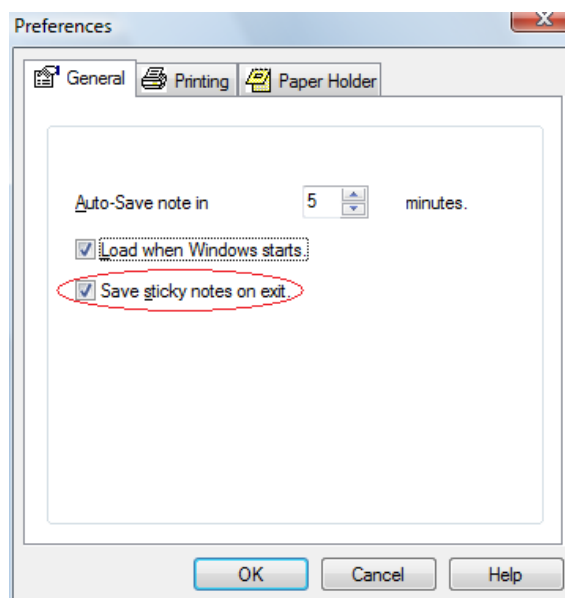 Preferences
General Printing Paper Holder
Auto-Save note in 5 minutes.
Load when Windows starts.
Save sticky notes on exit.
OK Cancel Help